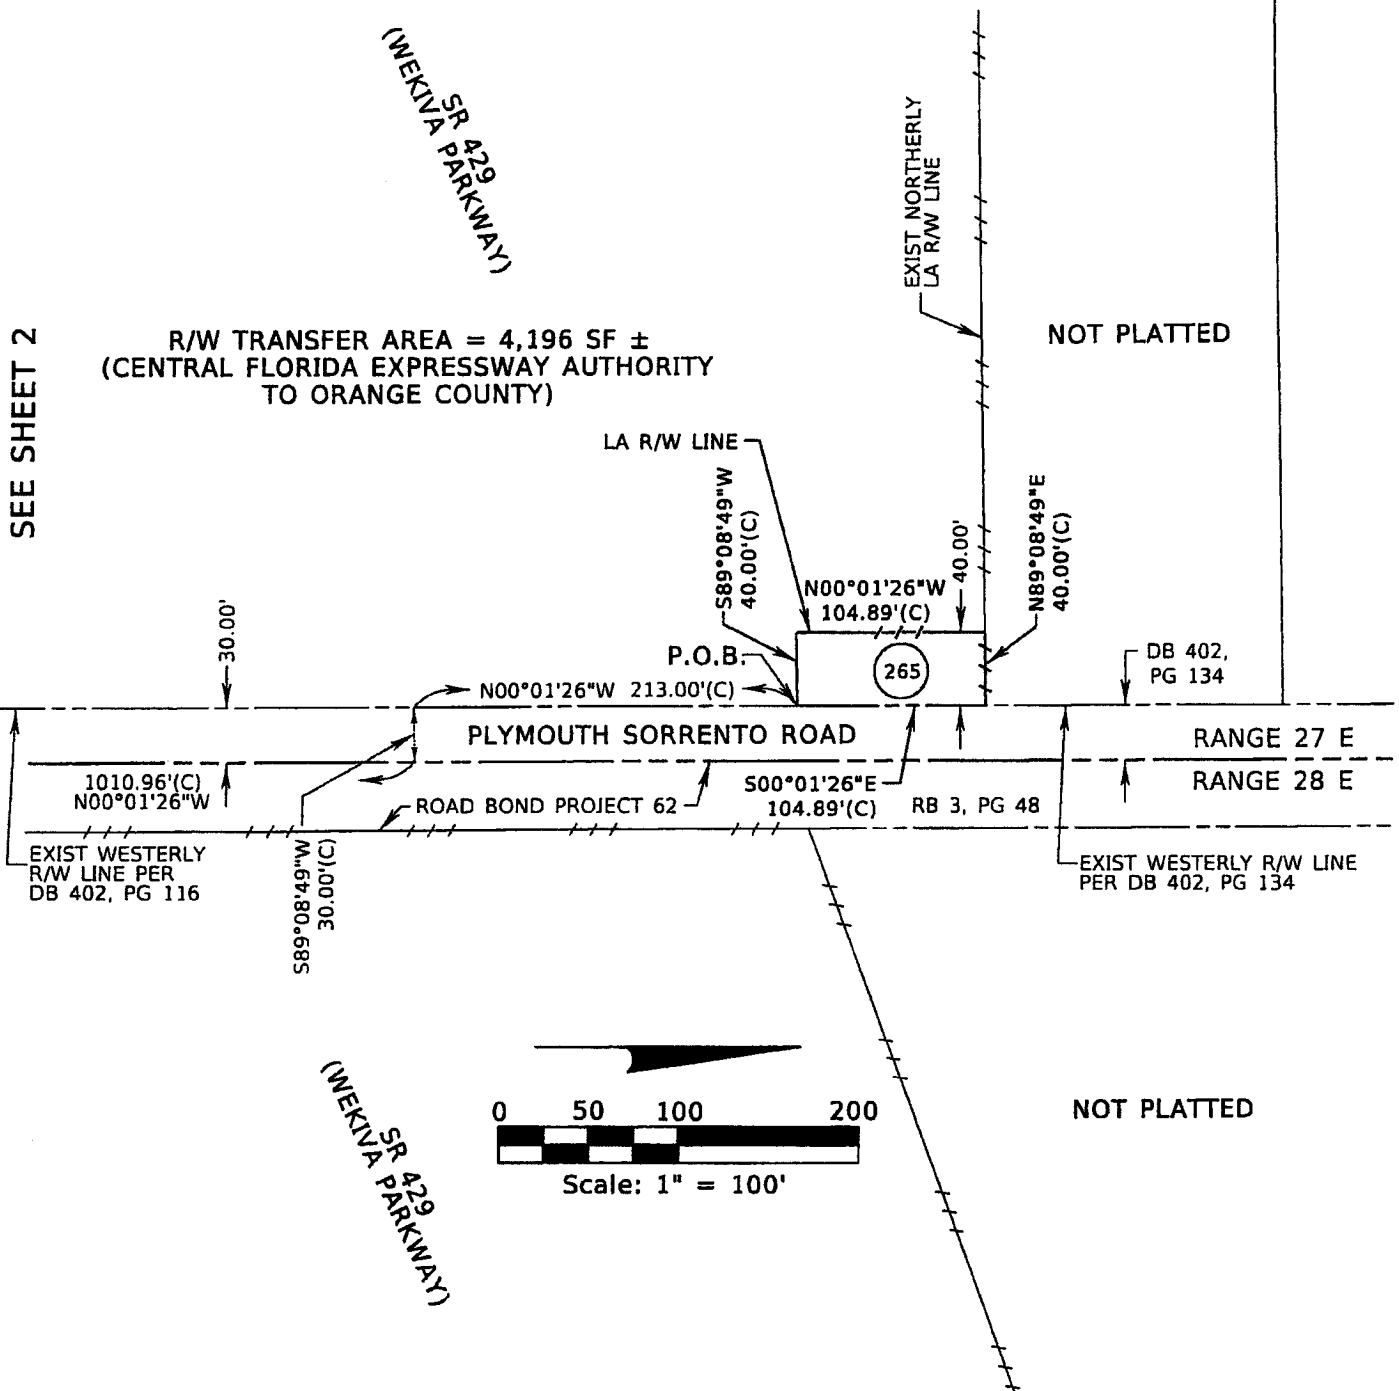 SR 429
(WEKIVA PARKWAY)
EXIST NORTHERLY
LA R/W LINE
SEE SHEET 2
R/W TRANSFER AREA = 4,196 SF ±
(CENTRAL FLORIDA EXPRESSWAY AUTHORITY
TO ORANGE COUNTY)
NOT PLATTED
LA R/W LINE
S89°08'49"W
40.00'(C)
N00°01'26"W
104.89'(C)
40.00'
N89°08'49"E
40.00'(C)
30.00'
P.O.B.
265
DB 402,
PG 134
N00°01'26"W 213.00'(C)
PLYMOUTH SORRENTO ROAD
RANGE 27 E
RANGE 28 E
1010.96'(C)
N00°01'26"W
S00°01'26"E
104.89'(C)
ROAD BOND PROJECT 62
RB 3, PG 48
EXIST WESTERLY
R/W LINE PER
DB 402, PG 116
S89°08'49"W
30.00'(C)
EXIST WESTERLY R/W LINE
PER DB 402, PG 134
SR 429
(WEKIVA PARKWAY)
0 50 100 200
Scale: 1" = 100'
NOT PLATTED